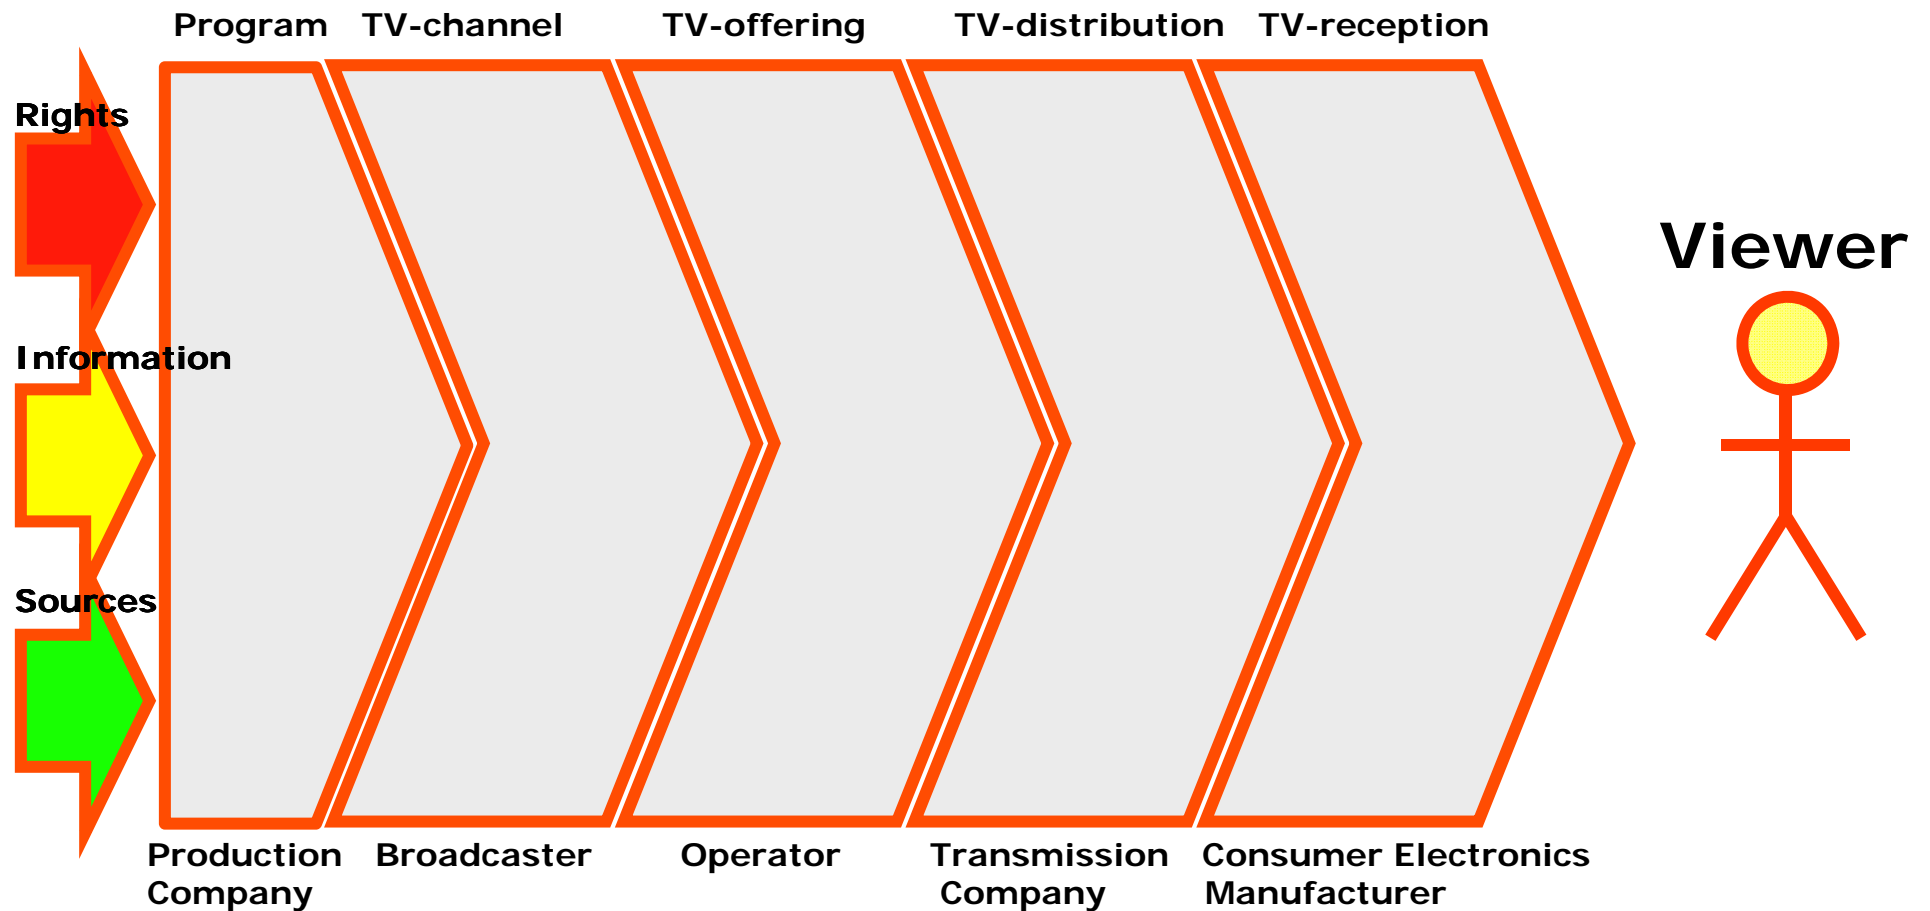 Program TV-channel TV-offering TV-distribution TV-reception
Rights
Viewer
Information
Sources
Production Broadcaster Operator Transmission Consumer Electronics
Company Company Manufacturer